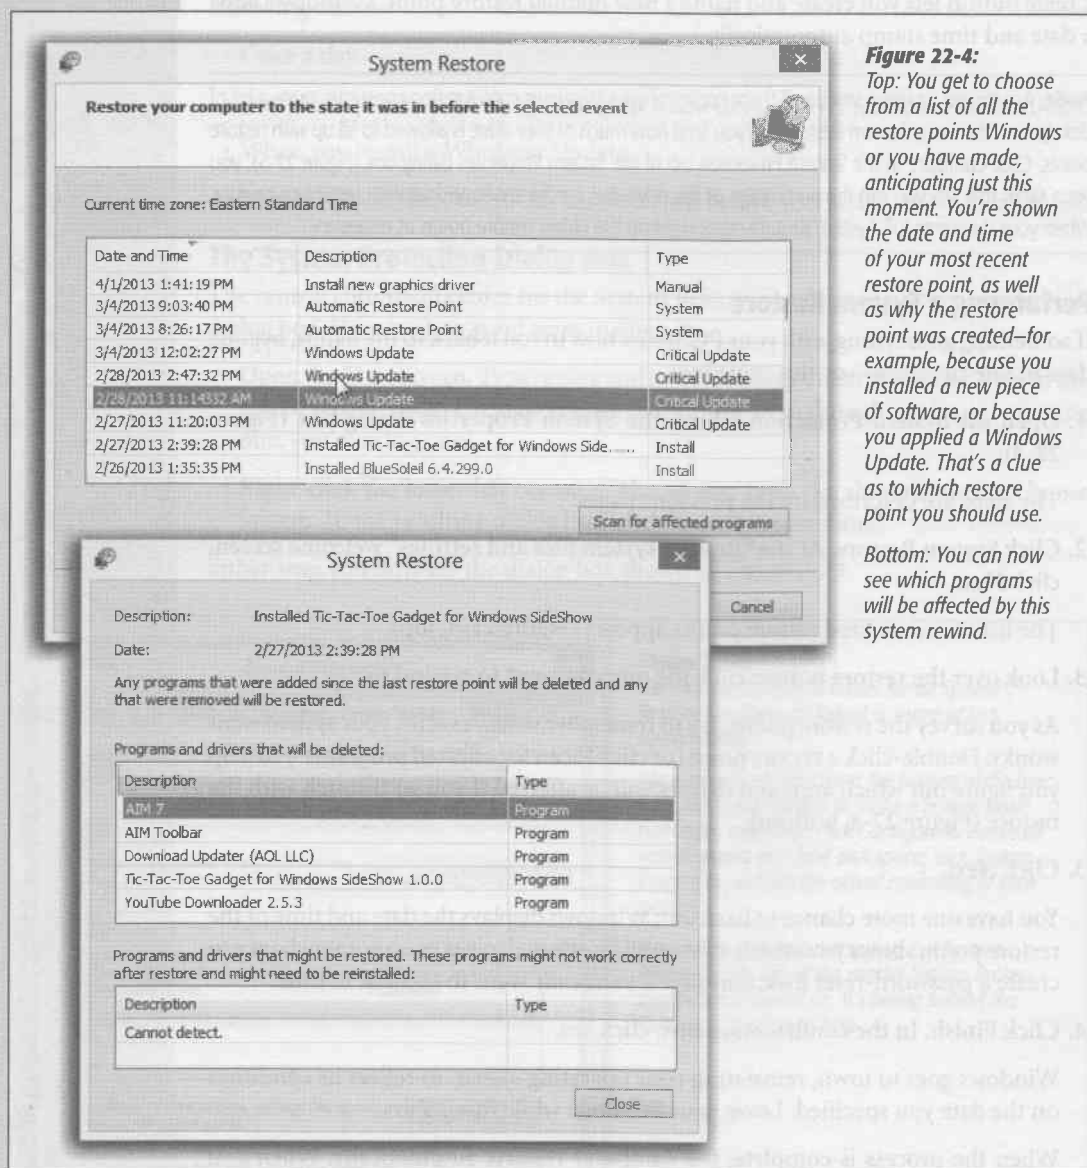 System Restore
Restore your computer to the state it was in before the selected event
Current time zone: Eastern Standard Time
Date and Time Description Type
4/1/2013 1:41:19 PM Install new graphics driver Manual
3/4/2013 9:03:40 PM Automatic Restore Point System
3/4/2013 8:26:17 PM Automatic Restore Point System
3/4/2013 12:02:27 PM Windows Update Critical Update
2/28/2013 2:47:32 PM Windows Update Critical Update
2/28/2013 11:14332 AM Windows Update Critical Update
2/27/2013 11:20:03 PM Windows Update Critical Update
2/27/2013 2:39:28 PM Installed Tic-Tac-Toe Gadget for Windows Side...... Install
2/26/2013 1:35:35 PM Installed BlueSoleil 6.4.299.0 Install
Scan for affected programs
Cancel
System Restore
Description: Installed Tic-Tac-Toe Gadget for Windows SideShow
Date: 2/27/2013 2:39:28 PM
Any programs that were added since the last restore point will be deleted and any
that were removed will be restored.
Programs and drivers that will be deleted:
Description Type
AIM 7 Program
AIM Toolbar Program
Download Updater (AOL LLC) Program
Tic-Tac-Toe Gadget for Windows SideShow 1.0.0 Program
YouTube Downloader 2.5.3 Program
Programs and drivers that might be restored. These programs might not work correctly
after restore and might need to be reinstalled:
Description Type
Cannot detect.
Close
Figure 22-4:
Top: You get to choose
from a list of all the
restore points Windows
or you have made,
anticipating just this
moment. You're shown
the date and time
of your most recent
restore point, as well
as why the restore
point was created–for
example, because you
installed a new piece
of software, or because
you applied a Windows
Update. That's a clue
as to which restore
point you should use.
Bottom: You can now
see which programs
will be affected by this
system rewind.